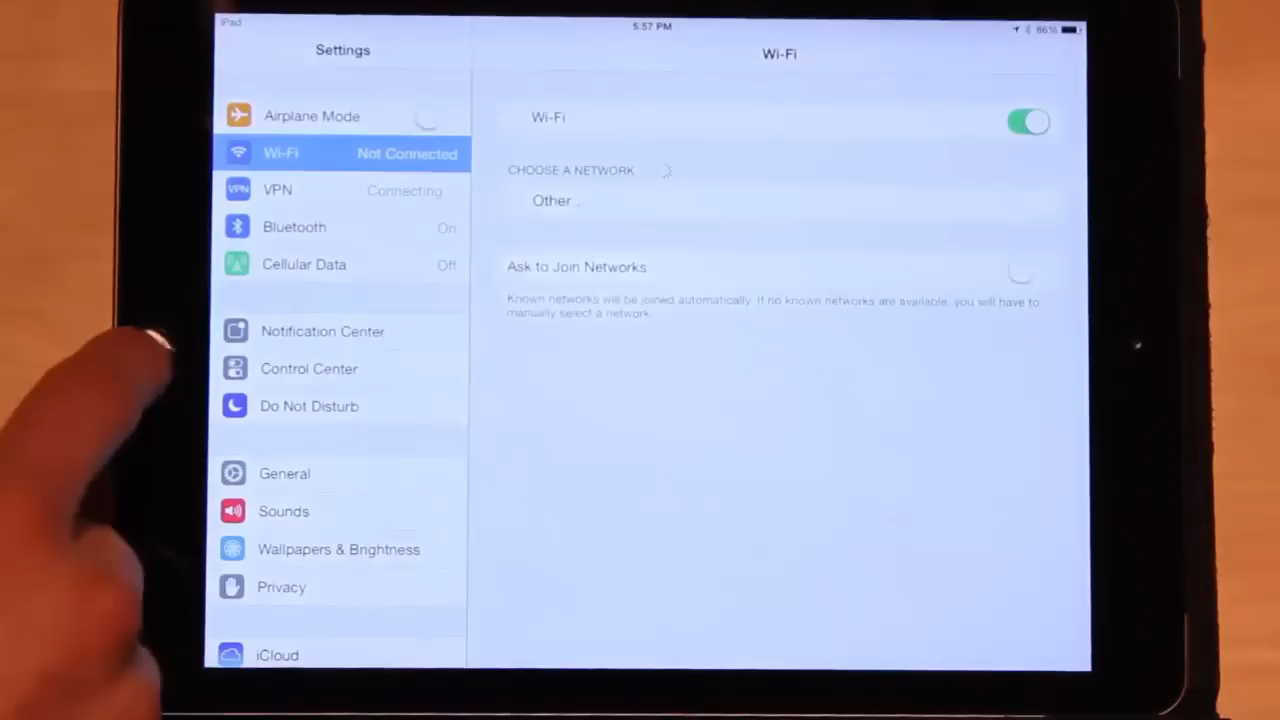 iPad
5:57 PM
86%
Settings
Wi-Fi
Airplane Mode
Wi-Fi Not Connected
VPN VPN Connecting...
Bluetooth On
Cellular Data Off
Notification Center
Control Center
Do Not Disturb
General
Sounds
Wallpapers & Brightness
Privacy
iCloud
Wi-Fi
CHOOSE A NETWORK
Other...
Ask to Join Networks
Known networks will be joined automatically. If no known networks are available, you will have to
manually select a network.